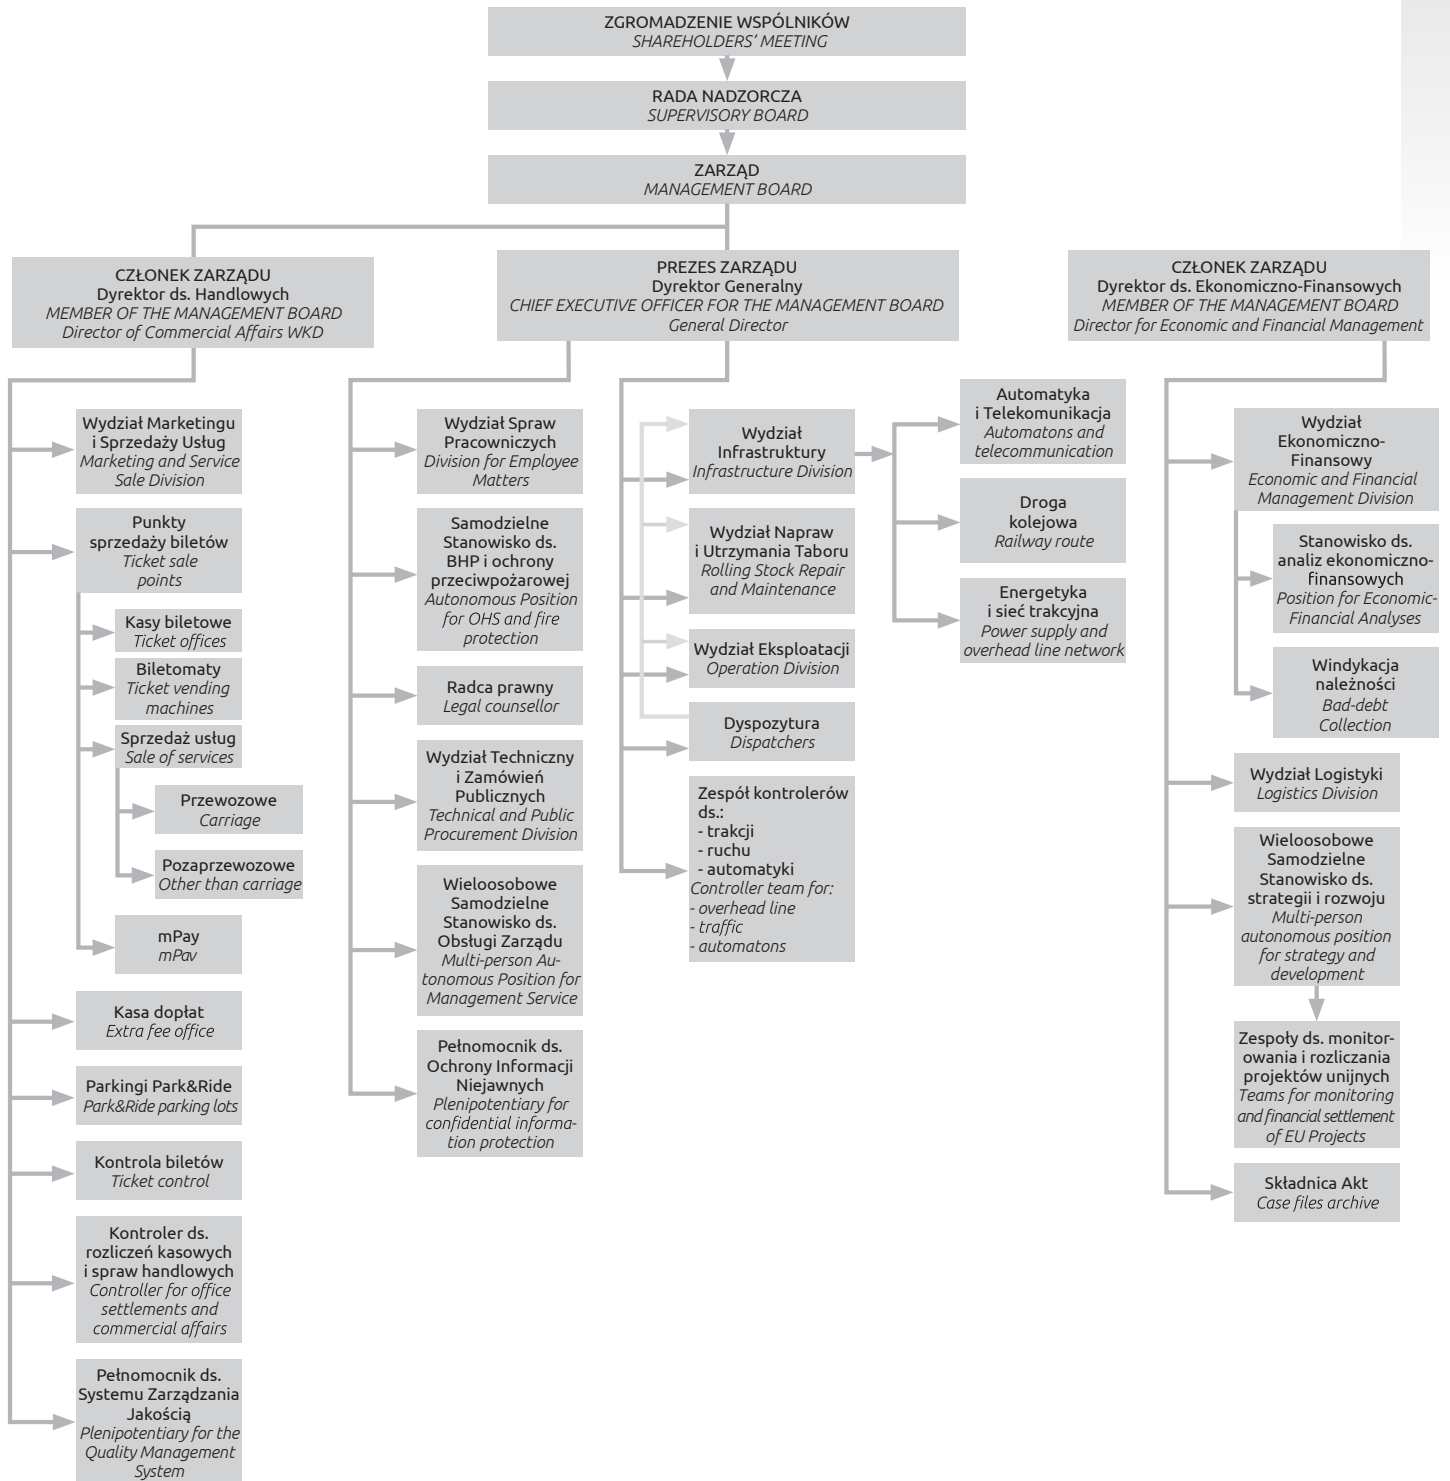 ZGROMADZENIE WSPÓLNIKÓW
SHAREHOLDERS' MEETING
RADA NADZORCZA
SUPERVISORY BOARD
ZARZĄD
MANAGEMENT BOARD
CZŁONEK ZARZĄDU
Dyrektor ds. Handlowych
MEMBER OF THE MANAGEMENT BOARD
Director of Commercial Affairs WKD
PREZES ZARZĄDU
Dyrektor Generalny
CHIEF EXECUTIVE OFFICER FOR THE MANAGEMENT BOARD
General Director
CZŁONEK ZARZĄDU
Dyrektor ds. Ekonomiczno-Finansowych
MEMBER OF THE MANAGEMENT BOARD
Director for Economic and Financial Management
Wydział Marketingu
i Sprzedaży Usług
Marketing and Service
Sale Division
Punkty
sprzedaży biletów
Ticket sale
points
Kasy biletowe
Ticket offices
Biletomaty
Ticket vending
machines
Sprzedaż usług
Sale of services
Przewozowe
Carriage
Pozaprzewozowe
Other than carriage
mPay
mPav
Kasa dopłat
Extra fee office
Parkingi Park&Ride
Park&Ride parking lots
Kontrola biletów
Ticket control
Kontroler ds.
rozliczeń kasowych
i spraw handlowych
Controller for office
settlements and
commercial affairs
Pełnomocnik ds.
Systemu Zarządzania
Jakością
Plenipotentiary for the
Quality Management
System
Wydział Spraw
Pracowniczych
Division for Employee
Matters
Samodzielne
Stanowisko ds.
BHP i ochrony
przeciwpożarowej
Autonomous Position
for OHS and fire
protection
Radca prawny
Legal counsellor
Wydział Techniczny
i Zamówień
Publicznych
Technical and Public
Procurement Division
Wieloosobowe
Samodzielne
Stanowisko ds.
Obsługi Zarządu
Multi-person Au-
tonomous Position for
Management Service
Pełnomocnik ds.
Ochrony Informacji
Niejawnych
Plenipotentiary for
confidential informa-
tion protection
Wydział
Infrastruktury
Infrastructure Division
Wydział Napraw
i Utrzymania Taboru
Rolling Stock Repair
and Maintenance
Wydział Eksploatacji
Operation Division
Dyspozytura
Dispatchers
Zespół kontrolerów
ds.:
- trakcji
- ruchu
- automatyki
Controller team for:
- overhead line
- traffic
- automatons
Automatyka
i Telekomunikacja
Automatons and
telecommunication
Droga
kolejowa
Railway route
Energetyka
i sieć trakcyjna
Power supply and
overhead line network
Wydział
Ekonomiczno-
Finansowy
Economic and Financial
Management Division
Stanowisko ds.
analiz ekonomiczno-
finansowych
Position for Economic-
Financial Analyses
Windykacja
należności
Bad-debt
Collection
Wydział Logistyki
Logistics Division
Wieloosobowe
Samodzielne
Stanowisko ds.
strategii i rozwoju
Multi-person
autonomous position
for strategy and
development
Zespoły ds. monitor-
owania i rozliczania
projektów unijnych
Teams for monitoring
and financial settlement
of EU Projects
Składnica Akt
Case files archive